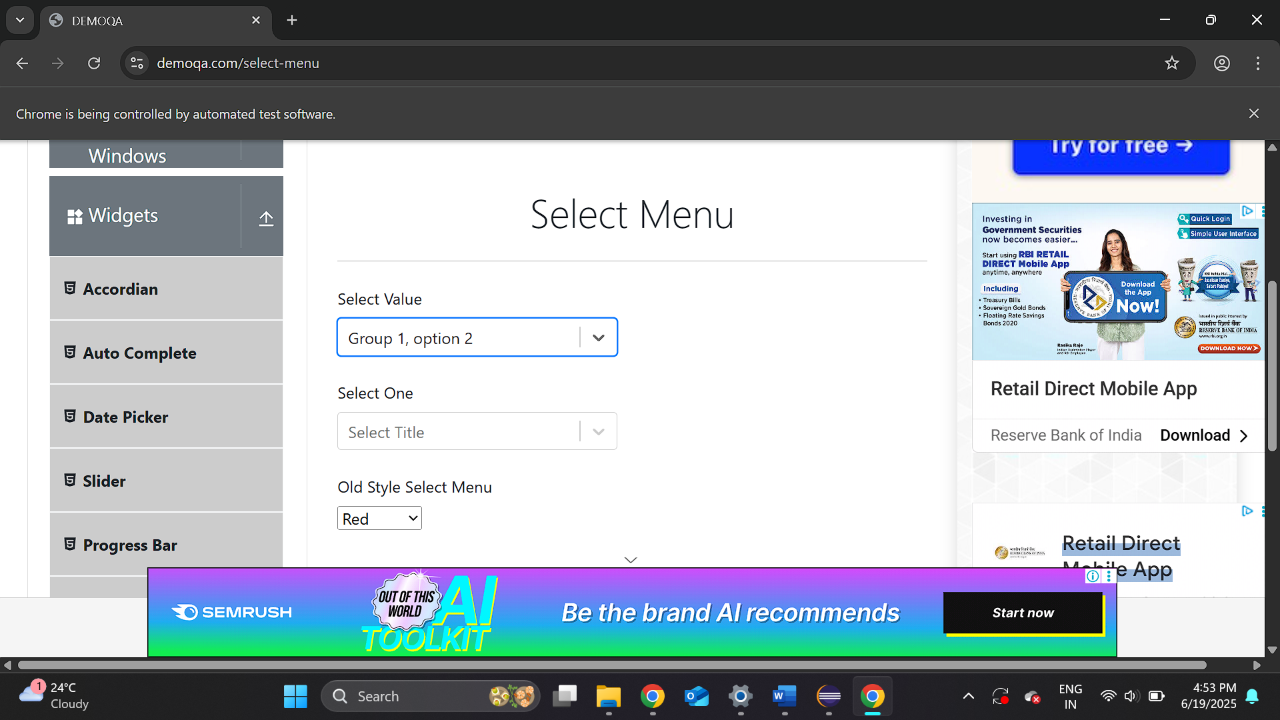 DEMOQA
demoqa.com/select-menu
Chrome is being controlled by automated test software.
Windows
Widgets
Accordian
Auto Complete
Date Picker
Slider
Progress Bar
Select Menu
Select Value
Group 1, option 2
Select One
Select Title
Old Style Select Menu
Red
Try for free →
Investing in
Government Securities
now becomes easier...
Start using RBI RETAIL
DIRECT Mobile App
anytime, anywhere
Including
• Treasury Bills
• Sovereign Gold Bonds
• Floating Rate Savings
Bonds 2020
Quick Login
Simple User Interface
Download
the App
Now!
DOWNLOAD NOW
Retail Direct Mobile App
Reserve Bank of India
Download
Retail Direct
Mobile App
SEMRUSH
OUT OF THIS
WORLD
AI
TOOLKIT
Be the brand AI recommends
Start now
1
24°C
Cloudy
Search
ENG
IN
4:53 PM
6/19/2025